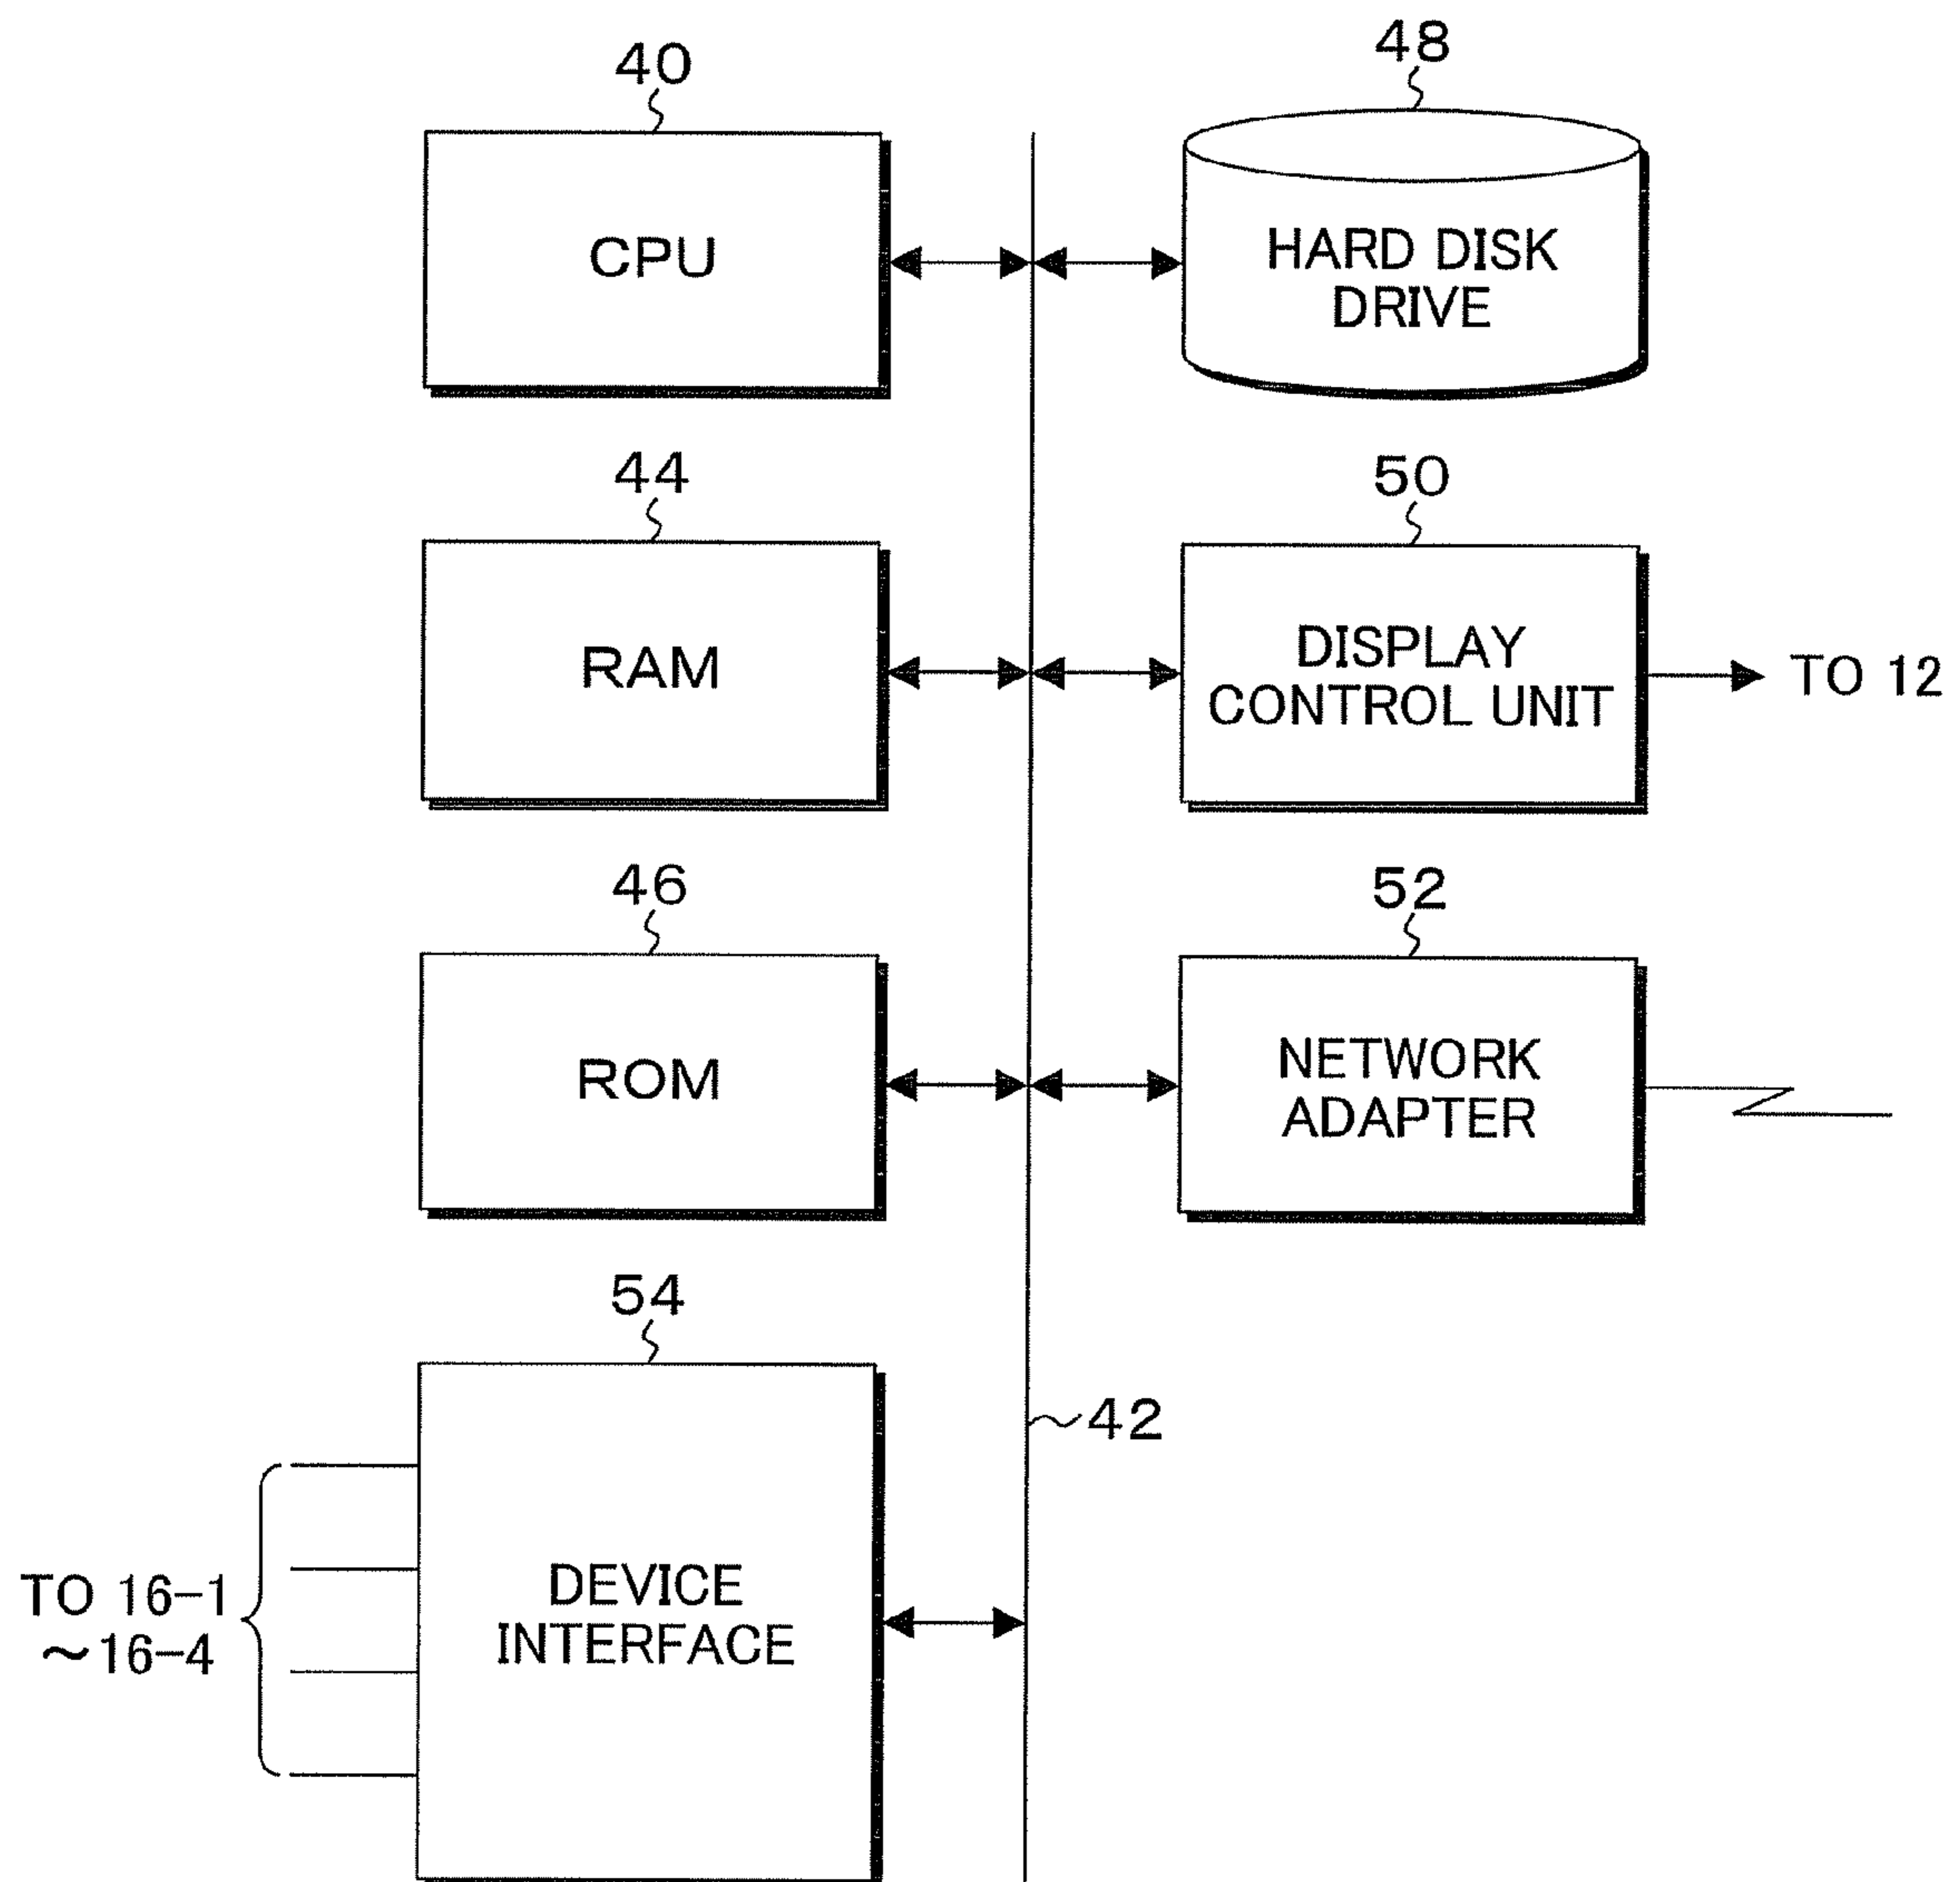 40
48
CPU
HARD DISK
DRIVE
44
50
RAM
DISPLAY
CONTROL UNIT
TO 12
46
52
ROM
NETWORK
ADAPTER
54
42
TO 16-1
~16-4
DEVICE
INTERFACE